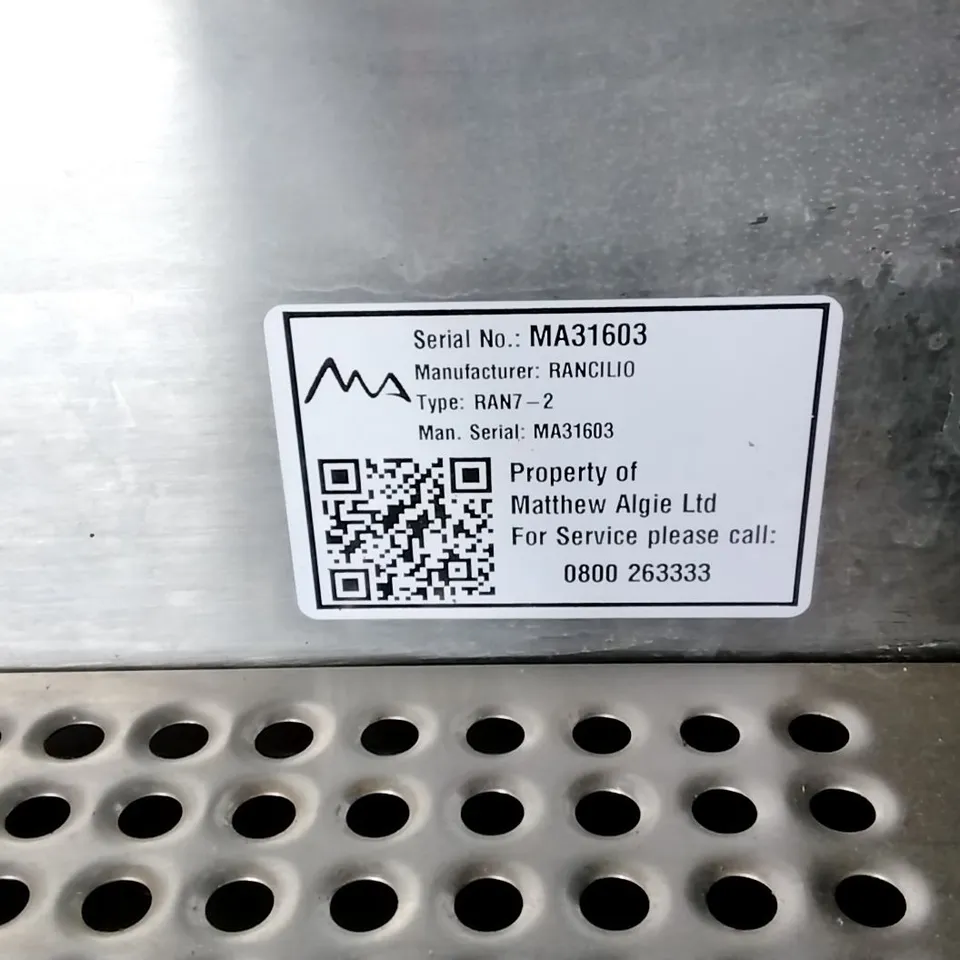 Serial No.: MA31603
Manufacturer: RANCILIO
Type: RAN7-2
Man. Serial: MA31603
Property of
Matthew Algie Ltd
For Service please call:
0800 263333